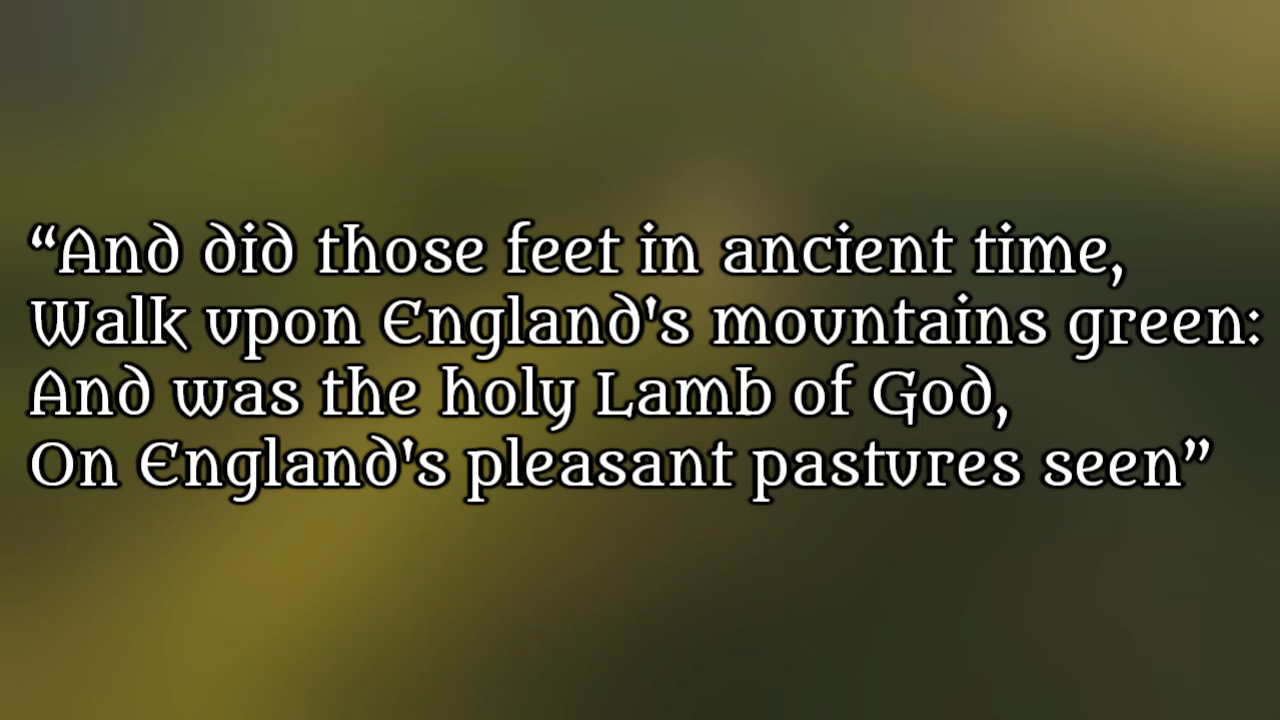 “And did those feet in ancient time,
Walk upon England's mountains green:
And was the holy Lamb of God,
On England's pleasant pastures seen”